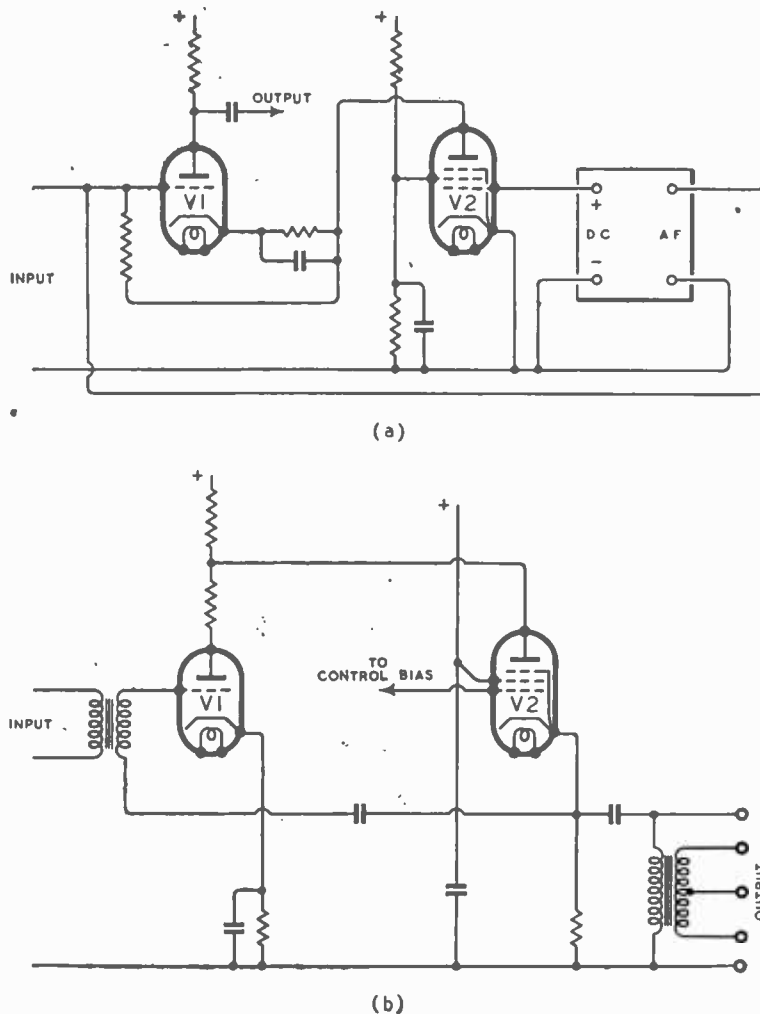 +
+
OUTPUT
V1
V2
+
DC
AF
−
INPUT
(a)
+
+
TO
CONTROL BIAS
V1
V2
INPUT
OUTPUT
(b)